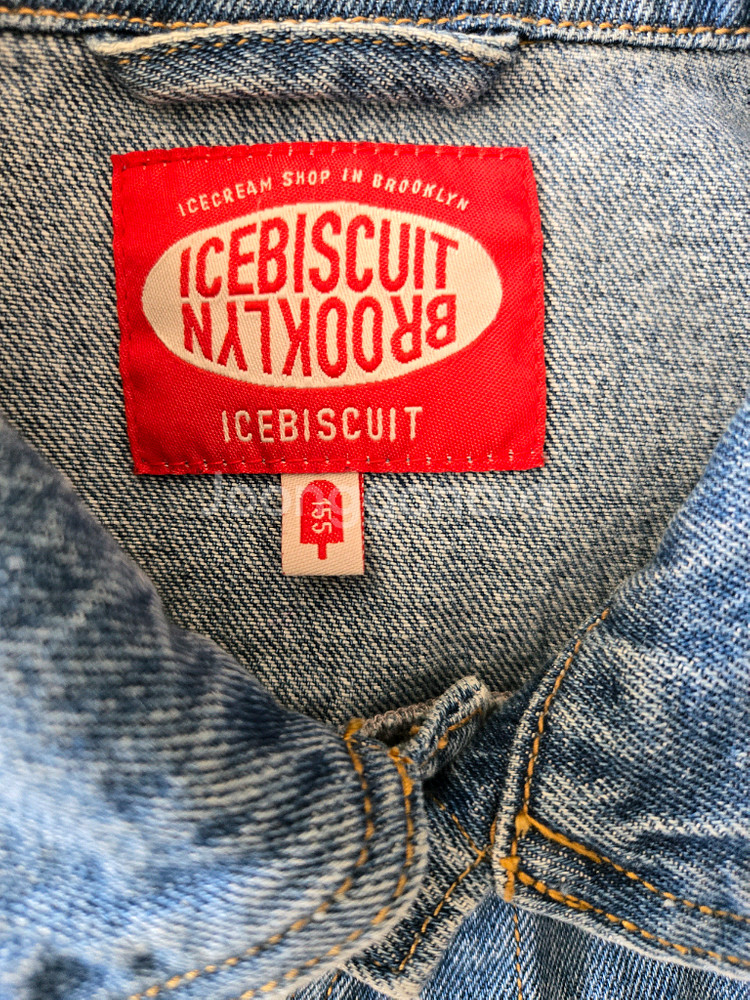 ICECREAM SHOP IN BROOKLYN
ICEBISCUIT
BROOKLYN
ICEBISCUIT
155